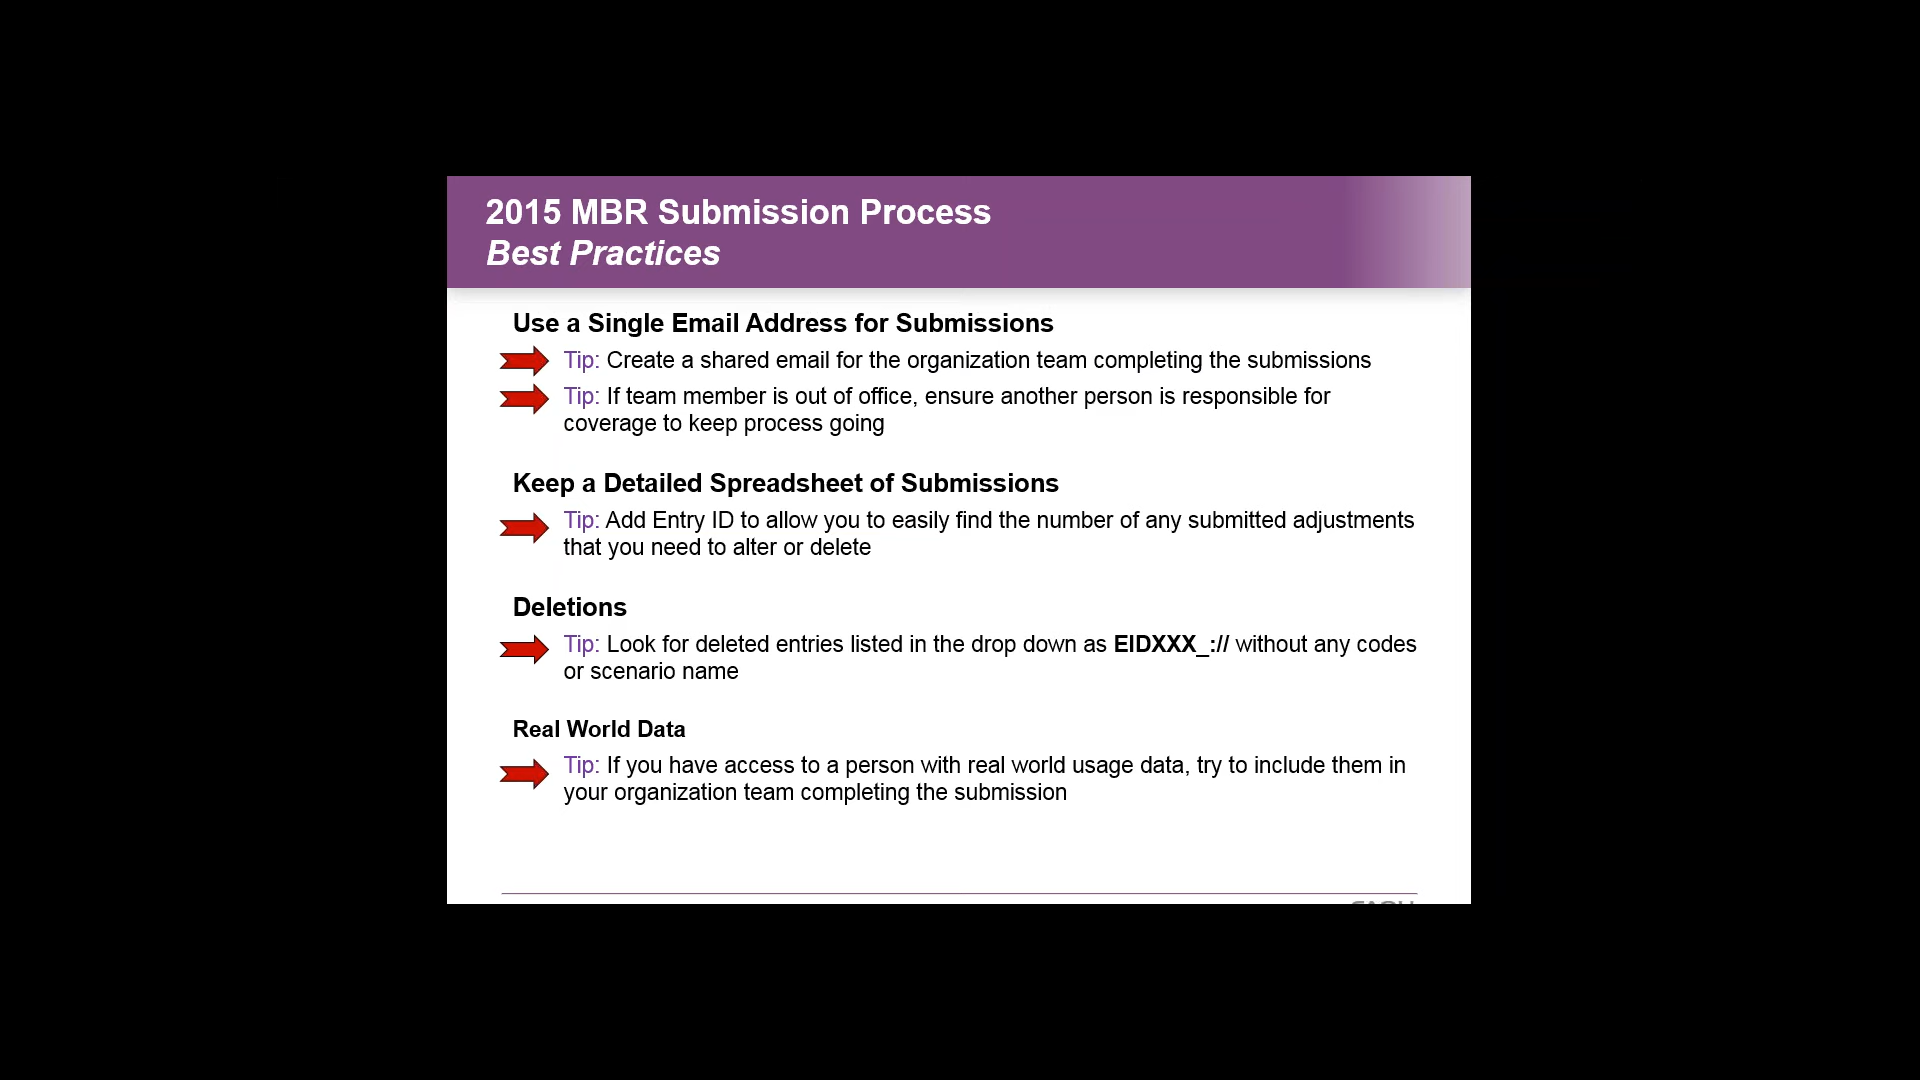 2015 MBR Submission Process
Best Practices
Use a Single Email Address for Submissions
Tip: Create a shared email for the organization team completing the submissions
Tip: If team member is out of office, ensure another person is responsible for
coverage to keep process going
Keep a Detailed Spreadsheet of Submissions
Tip: Add Entry ID to allow you to easily find the number of any submitted adjustments
that you need to alter or delete
Deletions
Tip: Look for deleted entries listed in the drop down as EIDXXX_:// without any codes
or scenario name
Real World Data
Tip: If you have access to a person with real world usage data, try to include them in
your organization team completing the submission